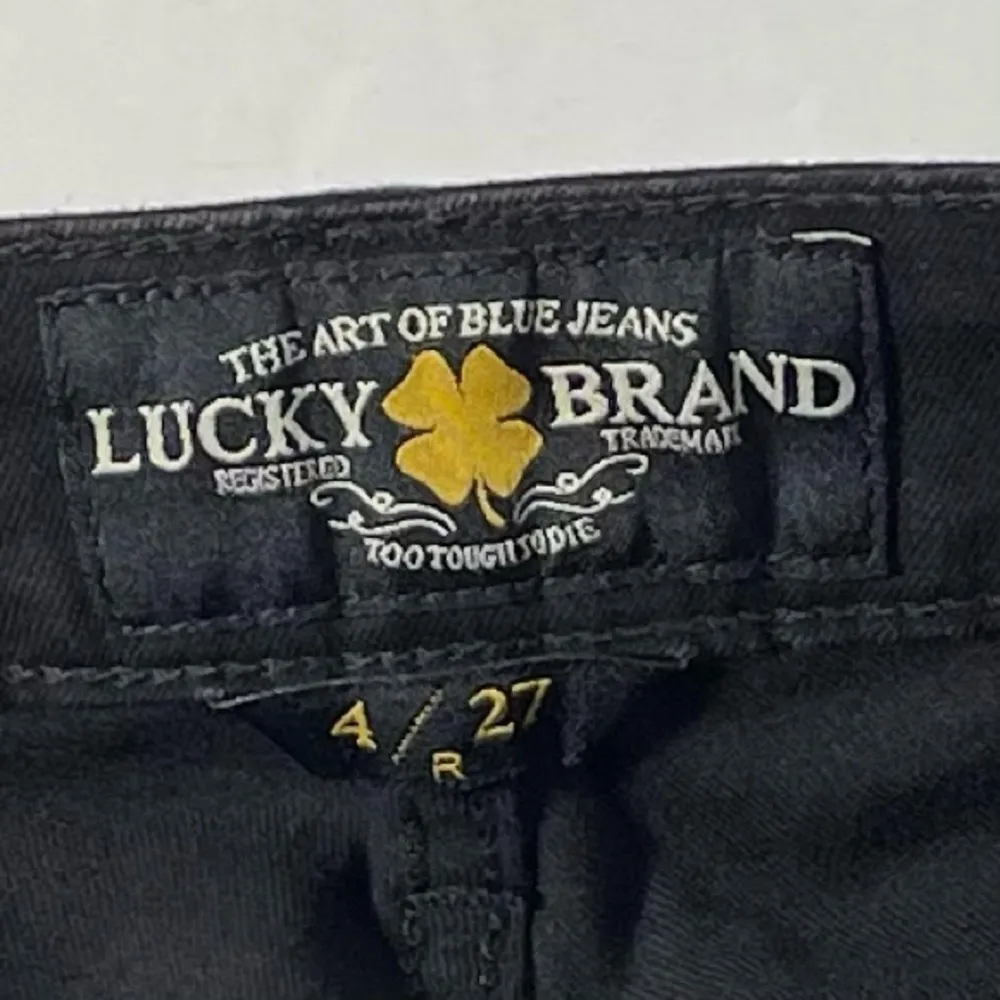 THE ART OF BLUE JEANS
LUCKY BRAND
REGISTERED TRADEMARK
TOO TOUGH TO DIE
4 / 27
R